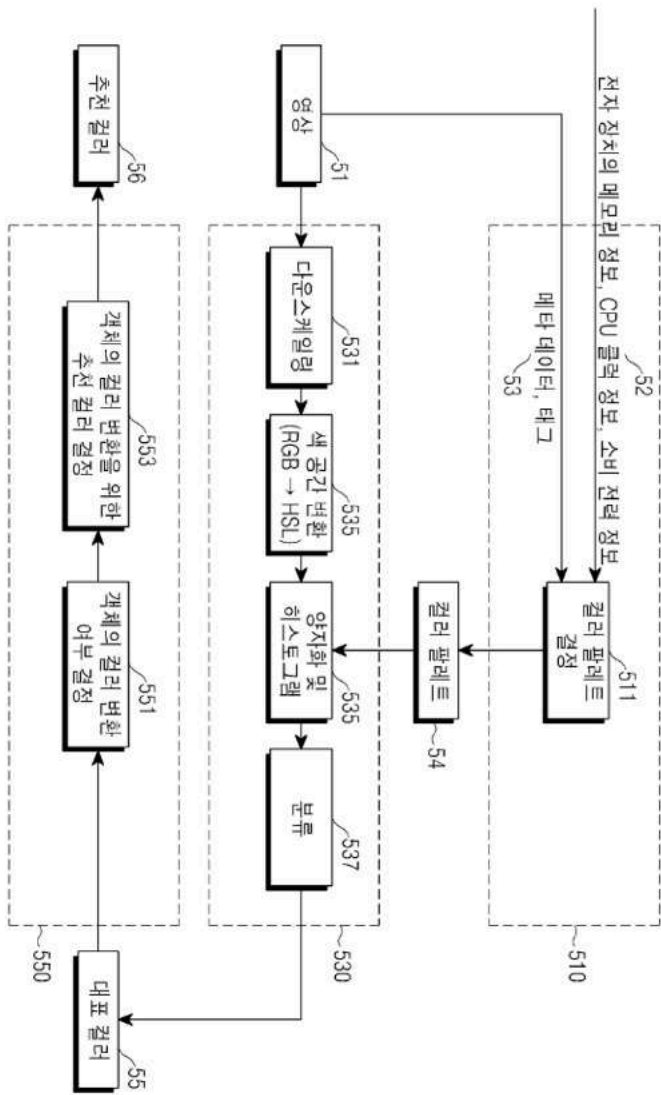 전자 장치의 메모리 정보, CPU 클럭 정보, 소비 전력 정보
52
메타 데이터, 태그
53
컬러 팔레트
결정
511
510
컬러 팔레트
54
영상
51
다운스케일링
531
색 공간 변환
(RGB → HSL)
535
양자화 및
히스토그램
535
분류
537
530
대표 컬러
55
객체의 컬러 변환
여부 결정
551
객체의 컬러 변환을 위한
추천 컬러 결정
553
추천 컬러
56
550